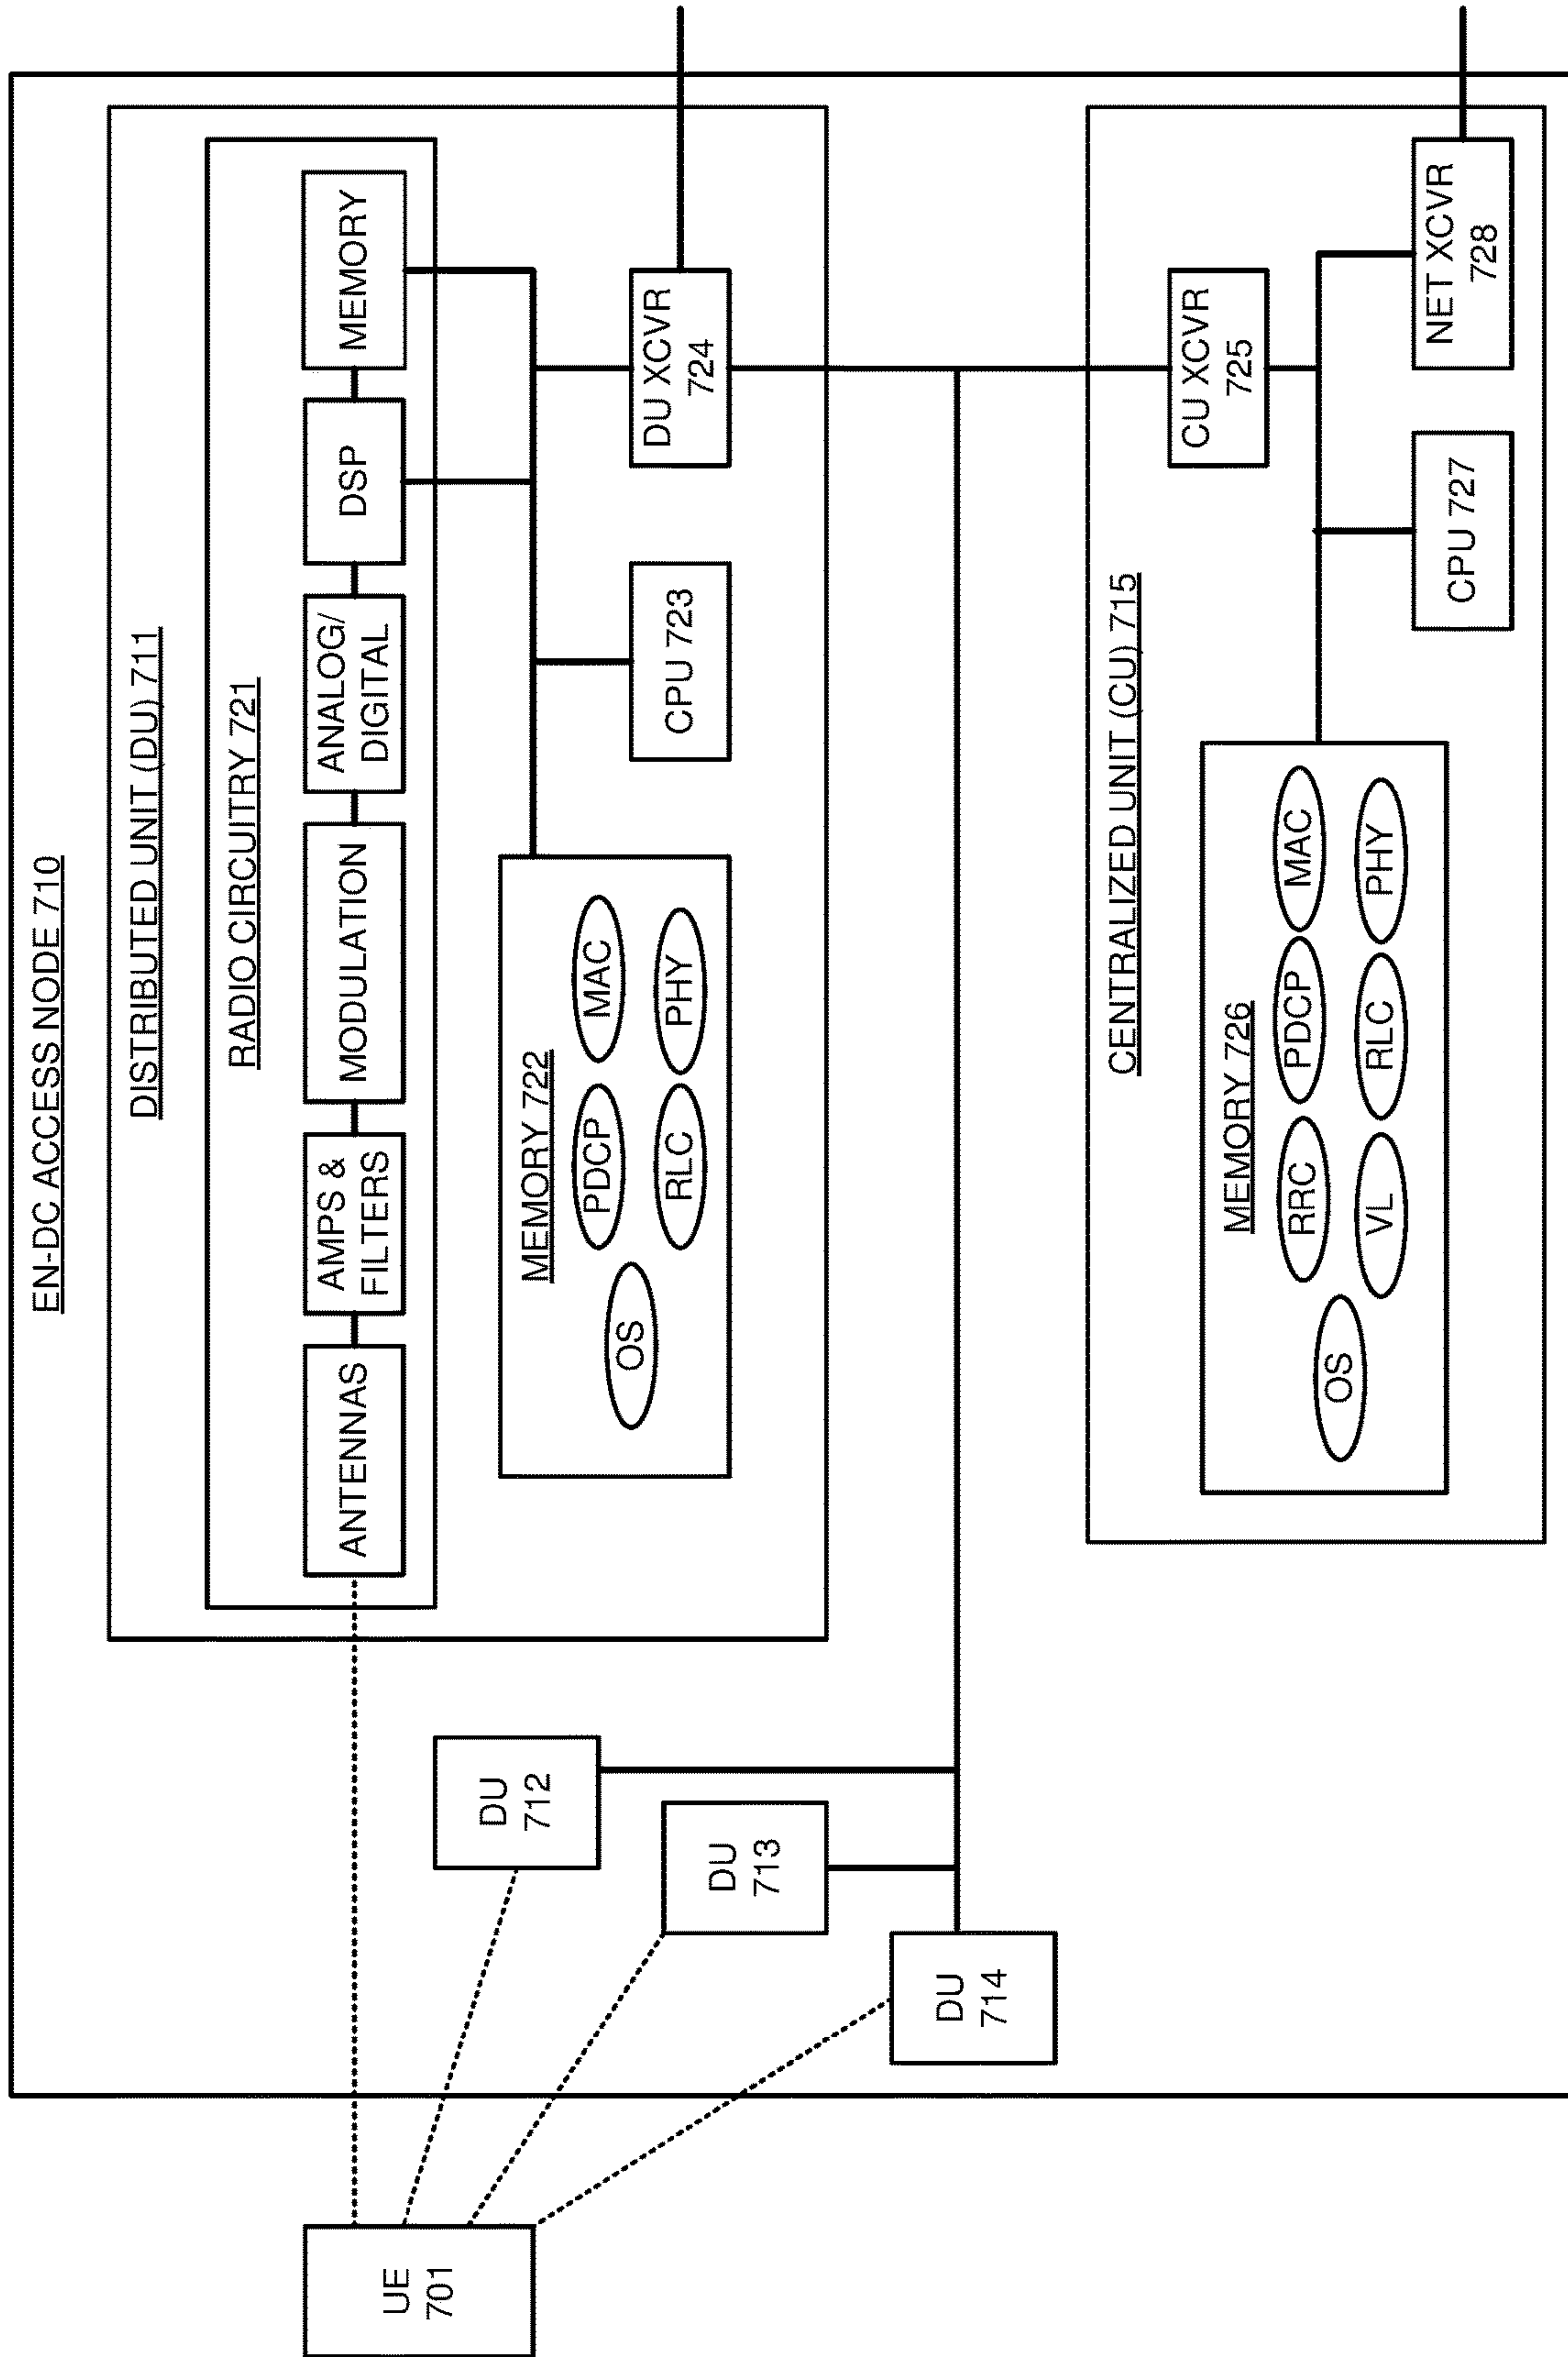 EN-DC ACCESS NODE 710
DISTRIBUTED UNIT (DU) 711
RADIO CIRCUITRY 721
ANTENNAS
AMPS &
FILTERS
MODULATION
ANALOG/
DIGITAL
DSP
MEMORY
MEMORY 722
OS
PDCP
MAC
RLC
PHY
CPU 723
DU XCVR
724
UE
701
DU
712
DU
713
DU
714
CENTRALIZED UNIT (CU) 715
CU XCVR
725
MEMORY 726
OS
RRC
PDCP
MAC
VL
RLC
PHY
CPU 727
NET XCVR
728